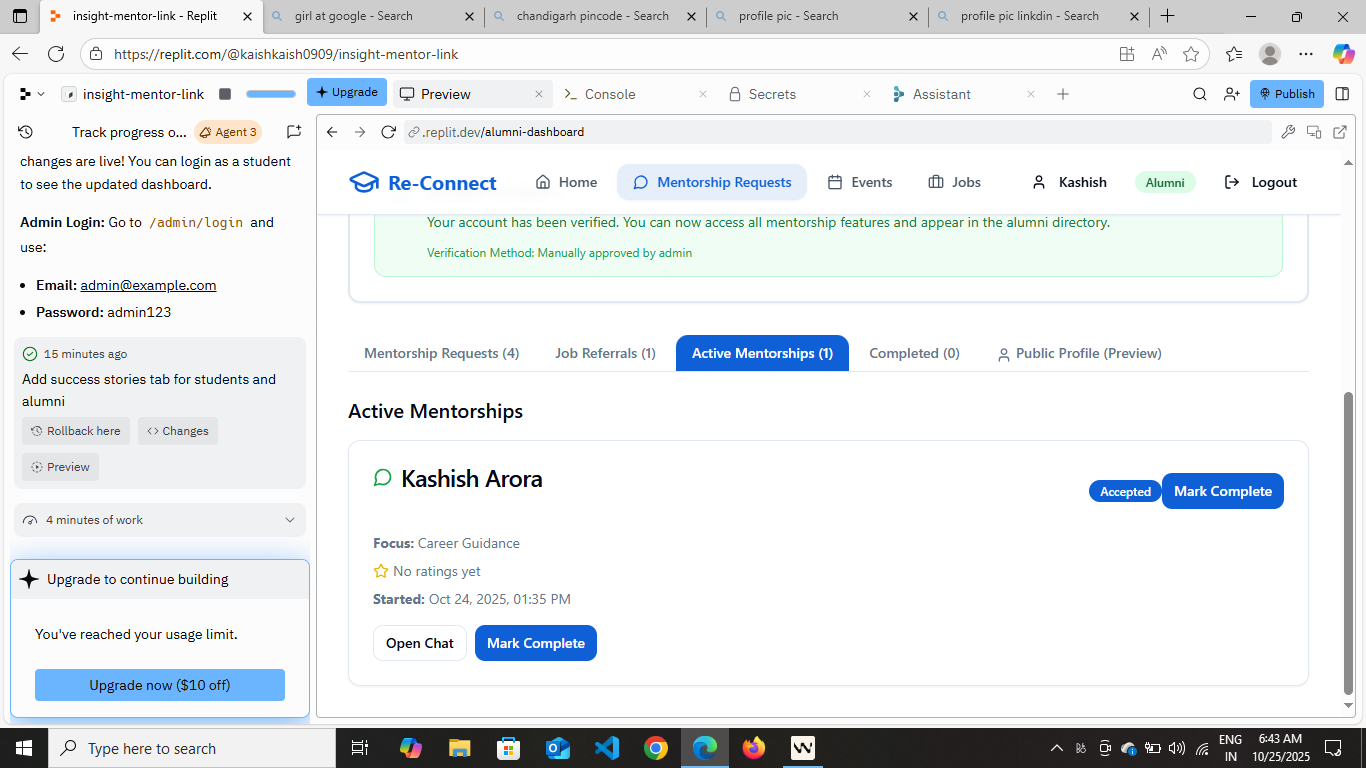 insight-mentor-link - Replit
girl at google - Search
chandigarh pincode - Search
profile pic - Search
profile pic linkdin - Search
https://replit.com/@kaishkaish0909/insight-mentor-link
insight-mentor-link
Upgrade
Preview
Console
Secrets
Assistant
Publish
Track progress o...
Agent 3
.replit.dev/alumni-dashboard
changes are live! You can login as a student
to see the updated dashboard.
Admin Login: Go to /admin/login and
use:
Email: admin@example.com
Password: admin123
15 minutes ago
Add success stories tab for students and
alumni
Rollback here
Changes
Preview
4 minutes of work
Upgrade to continue building
You've reached your usage limit.
Upgrade now ($10 off)
Re-Connect
Home
Mentorship Requests
Events
Jobs
Kashish
Alumni
Logout
Your account has been verified. You can now access all mentorship features and appear in the alumni directory.
Verification Method: Manually approved by admin
Mentorship Requests (4)
Job Referrals (1)
Active Mentorships (1)
Completed (0)
Public Profile (Preview)
Active Mentorships
Kashish Arora
Accepted
Mark Complete
Focus: Career Guidance
No ratings yet
Started: Oct 24, 2025, 01:35 PM
Open Chat
Mark Complete
Type here to search
ENG
IN
6:43 AM
10/25/2025